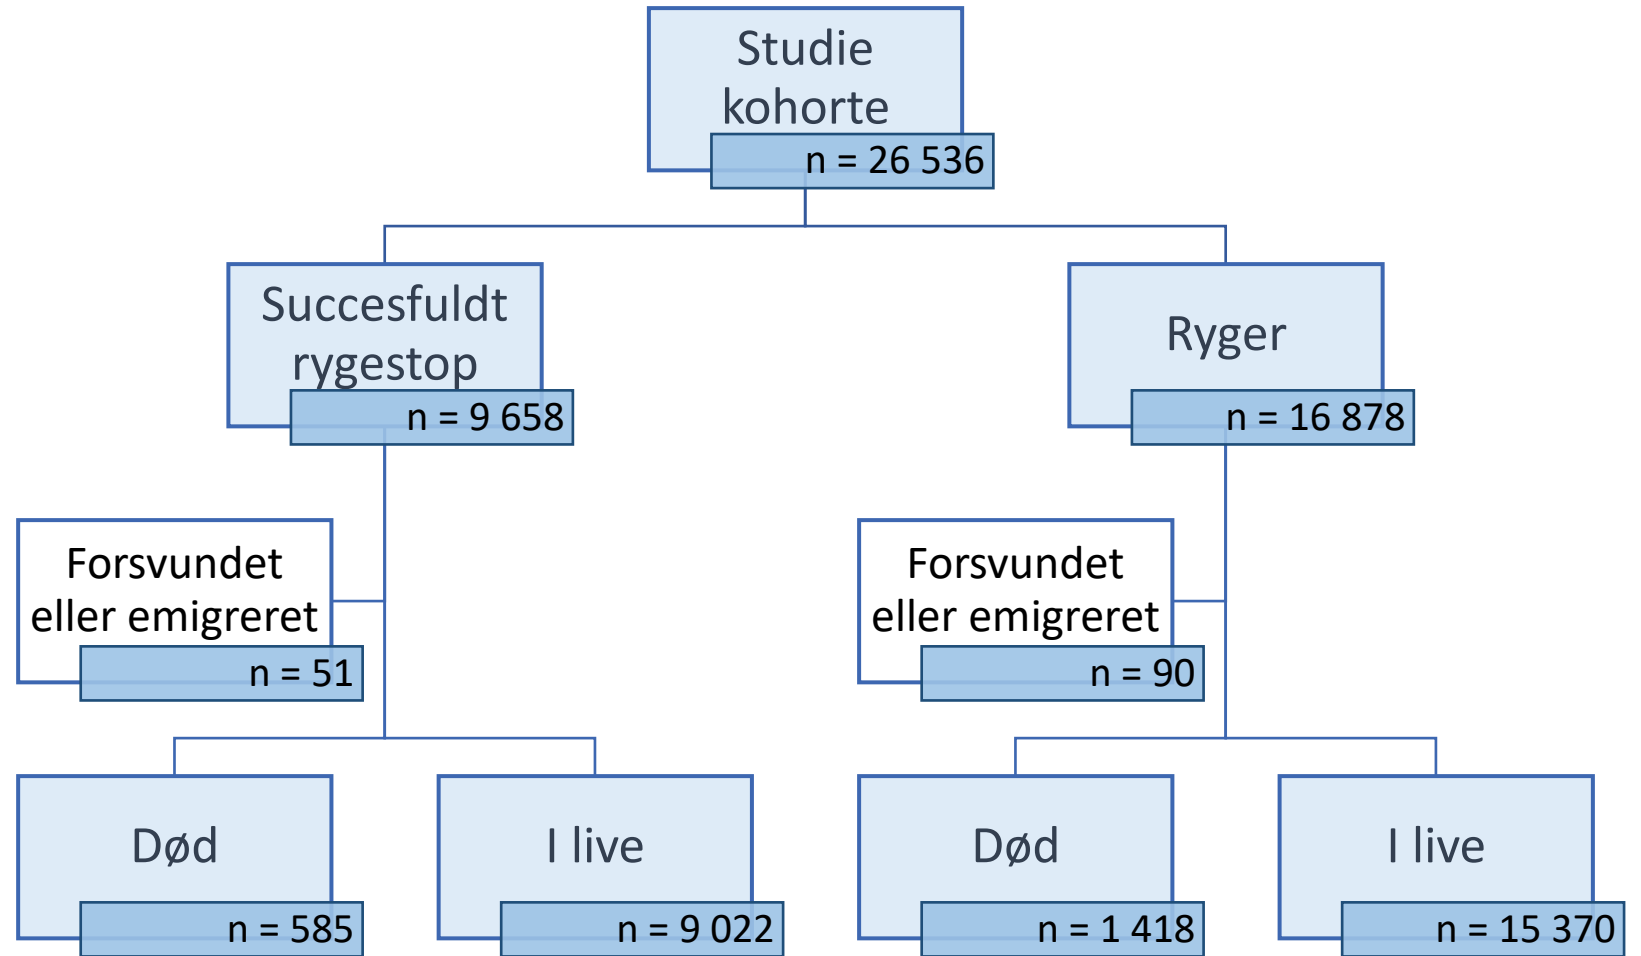 Studie
kohorte
n = 26 536
Succesfuldt
rygestop
n = 9 658
Ryger
n = 16 878
Forsvundet
eller emigreret
n = 51
Forsvundet
eller emigreret
n = 90
Død
n = 585
I live
n = 9 022
Død
n = 1 418
I live
n = 15 370